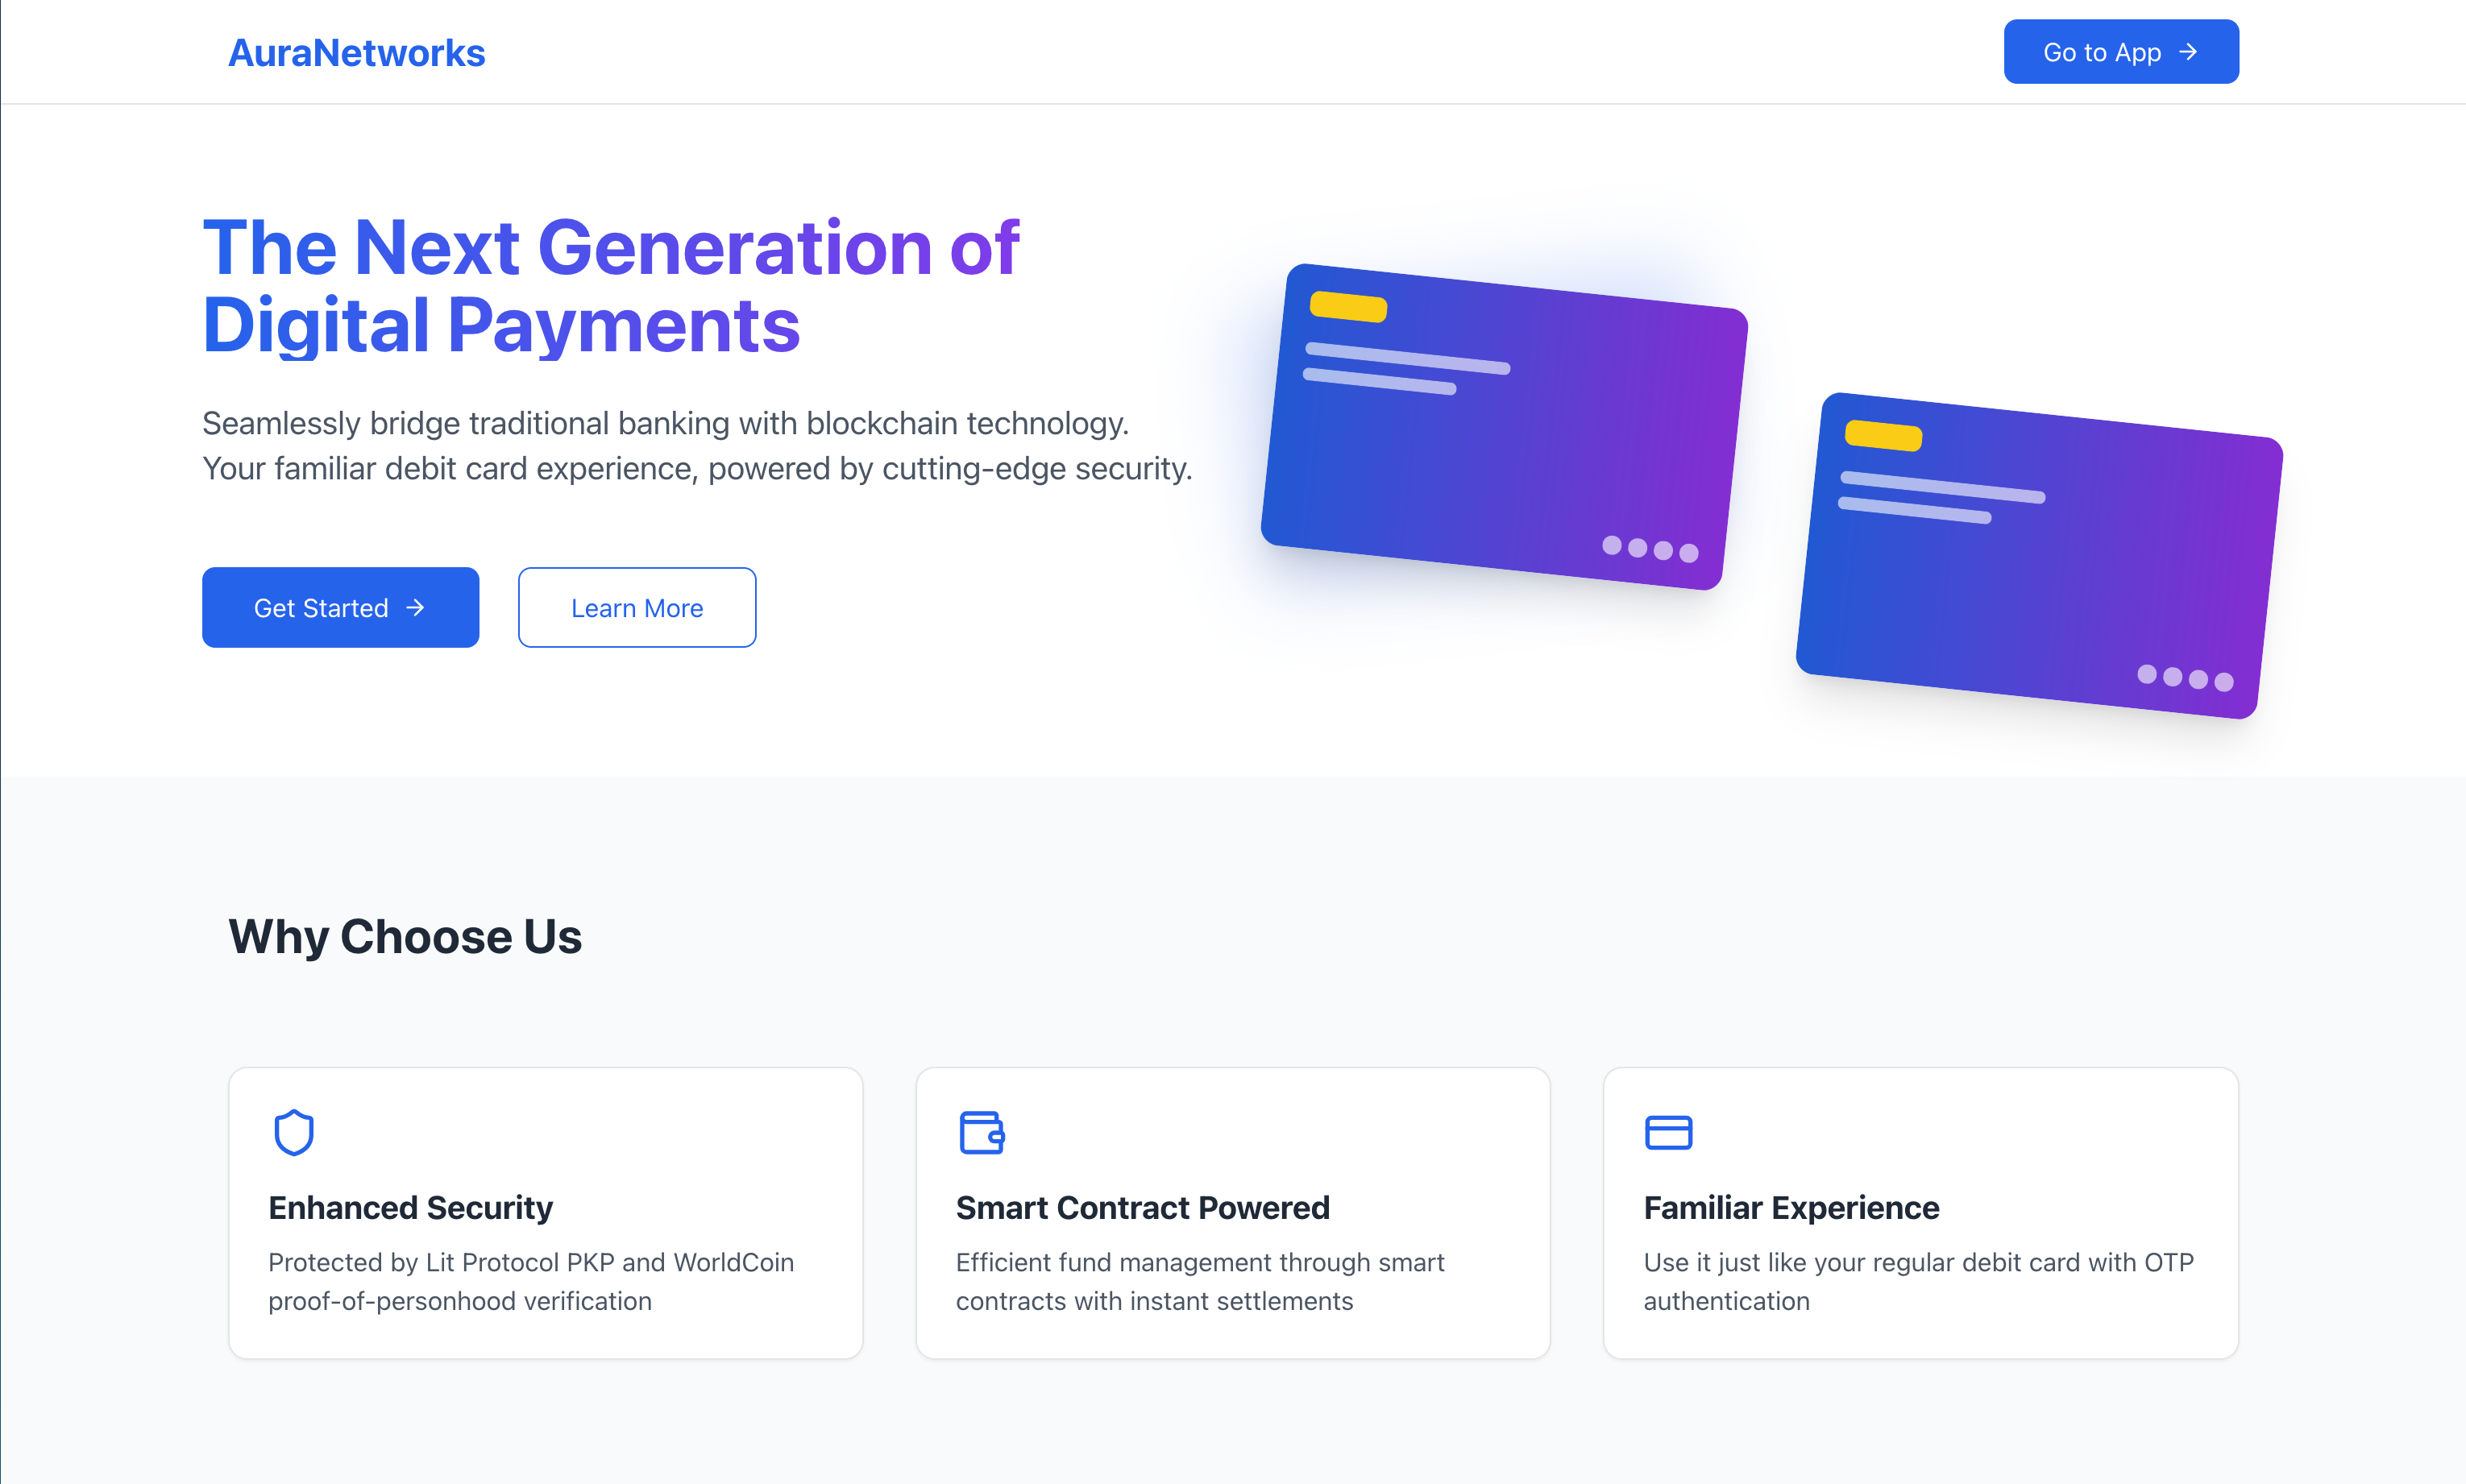 AuraNetworks
Go to App
The Next Generation of
Digital Payments
Seamlessly bridge traditional banking with blockchain technology.
Your familiar debit card experience, powered by cutting-edge security.
Get Started
Learn More
Why Choose Us
Enhanced Security
Protected by Lit Protocol PKP and WorldCoin
proof-of-personhood verification
Smart Contract Powered
Efficient fund management through smart
contracts with instant settlements
Familiar Experience
Use it just like your regular debit card with OTP
authentication